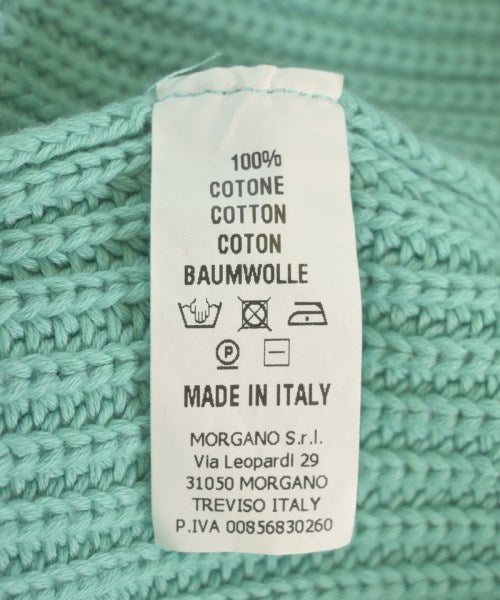 100%
COTONE
COTTON
COTON
BAUMWOLLE
P
MADE IN ITALY
MORGANO S.r.l.
Via Leopardi 29
31050 MORGANO
TREVISO ITALY
P.IVA 00856830260